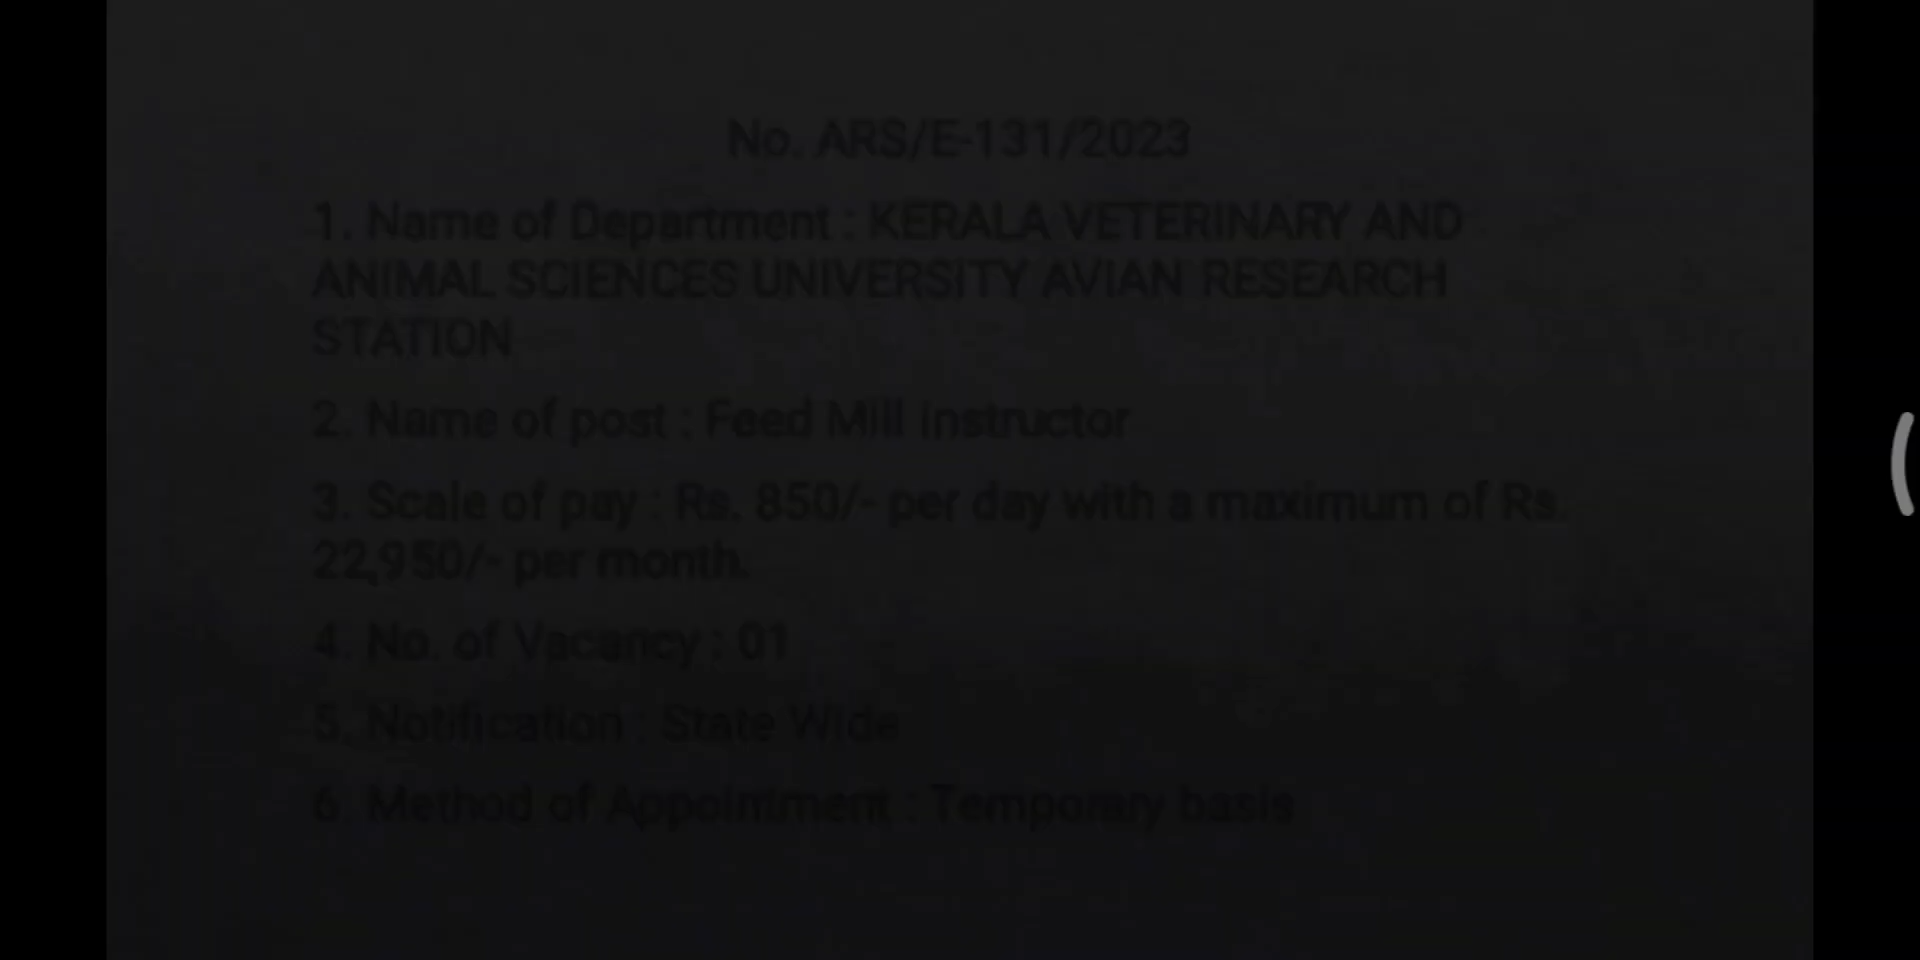 No. ARS/E-131/2023
1. Name of Department : KERALA VETERINARY AND
ANIMAL SCIENCES UNIVERSITY AVIAN RESEARCH
STATION
2. Name of post : Feed Mill instructor
3. Scale of pay : Rs. 850/- per day with a maximum of Rs.
22,950/- per month.
4. No. of Vacancy : 01
5. Notification : State Wide
6 Method of Appointment : Temporary basis